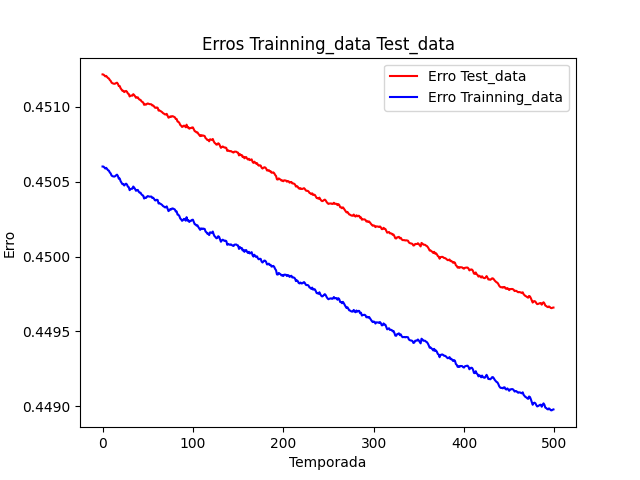 Erros Trainning_data Test_data
Erro Test_data
Erro Trainning_data
0.4510
0.4505
0.4500
0.4495
0.4490
Erro
0 100 200 300 400 500
Temporada